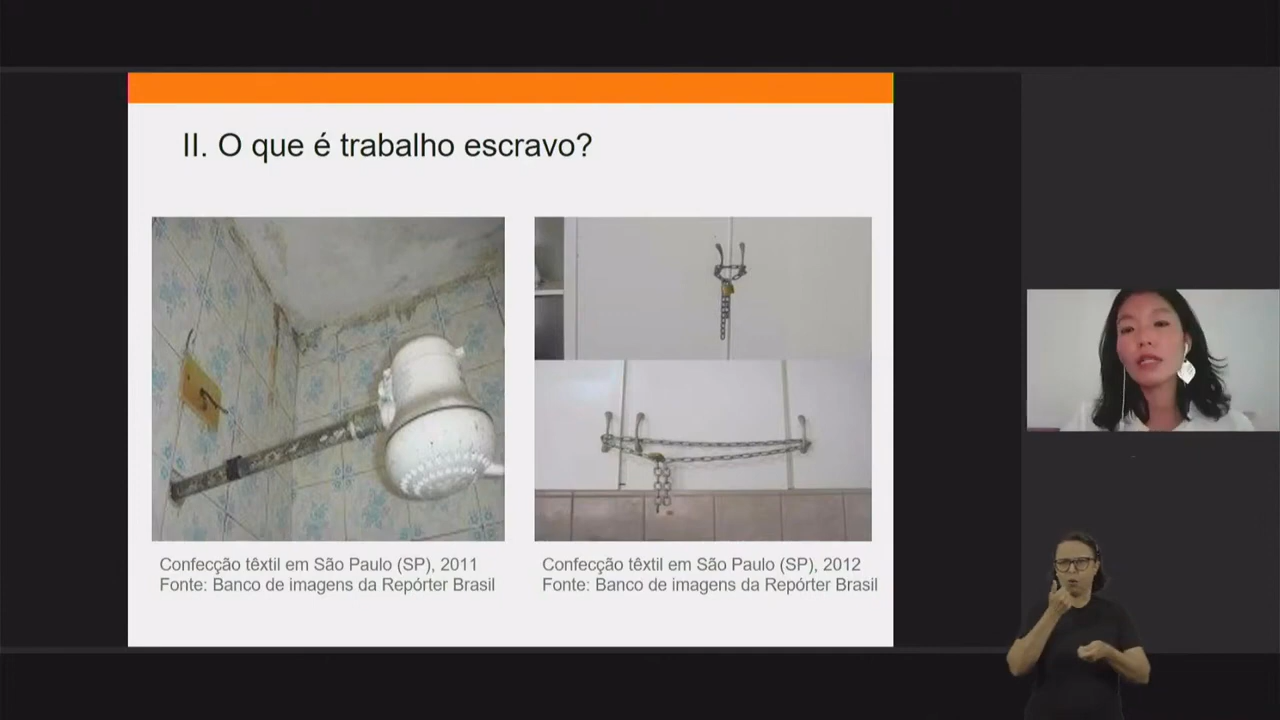 II. O que é trabalho escravo?
Confecção têxtil em São Paulo (SP), 2011
Fonte: Banco de imagens da Repórter Brasil
Confecção têxtil em São Paulo (SP), 2012
Fonte: Banco de imagens da Repórter Brasil